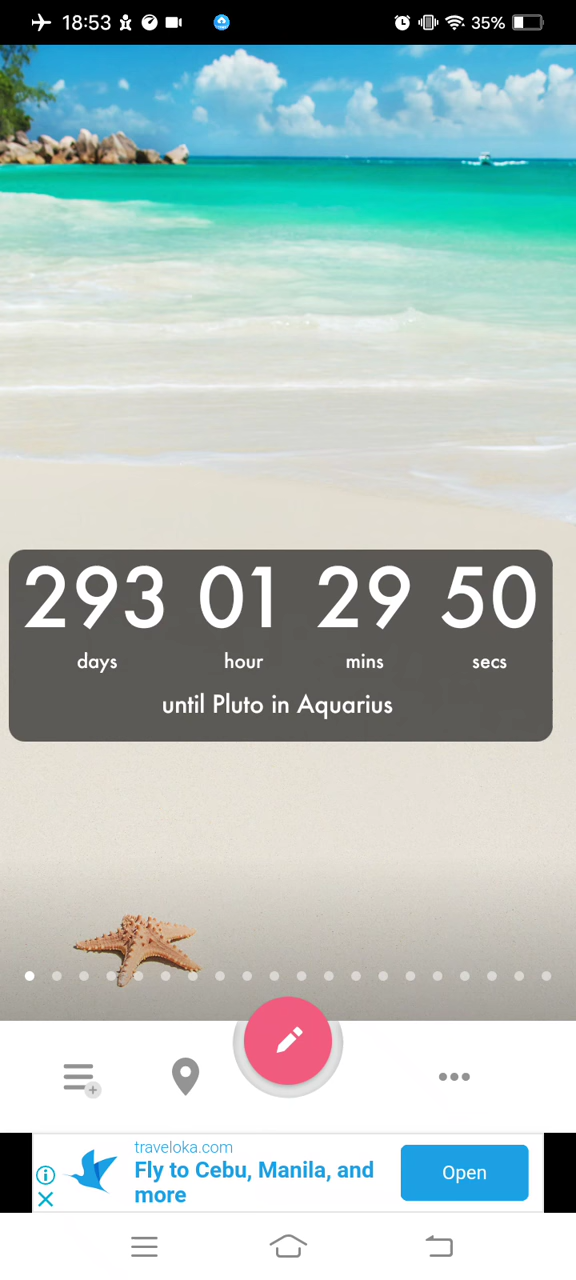 18:53
35%
293 01 29 50
days hour mins secs
until Pluto in Aquarius
traveloka.com
Fly to Cebu, Manila, and
more
Open